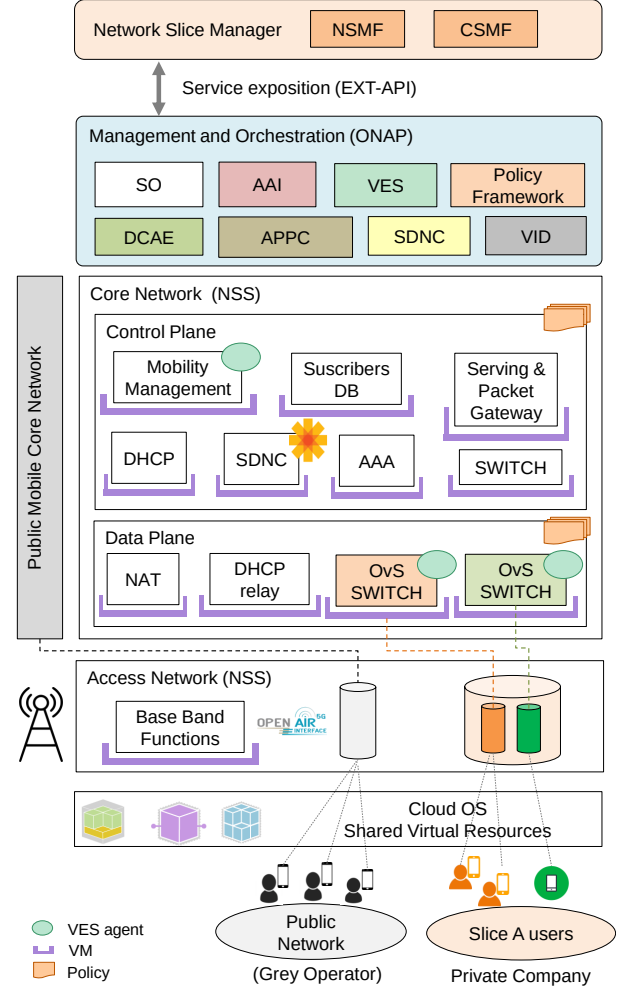 Network Slice Manager
NSMF
CSMF
Service exposition (EXT-API)
Management and Orchestration (ONAP)
SO
AAI
VES
Policy
Framework
DCAE
APPC
SDNC
VID
Public Mobile Core Network
Core Network (NSS)
Control Plane
Mobility
Management
Suscribers
DB
Serving &
Packet
Gateway
DHCP
SDNC
AAA
SWITCH
Data Plane
NAT
DHCP
relay
OvS
SWITCH
OvS
SWITCH
Access Network (NSS)
Base Band
Functions
OPEN AIR 5G
INTERFACE
Cloud OS
Shared Virtual Resources
Public
Network
(Grey Operator)
Slice A users
Private Company
VES agent
VM
Policy